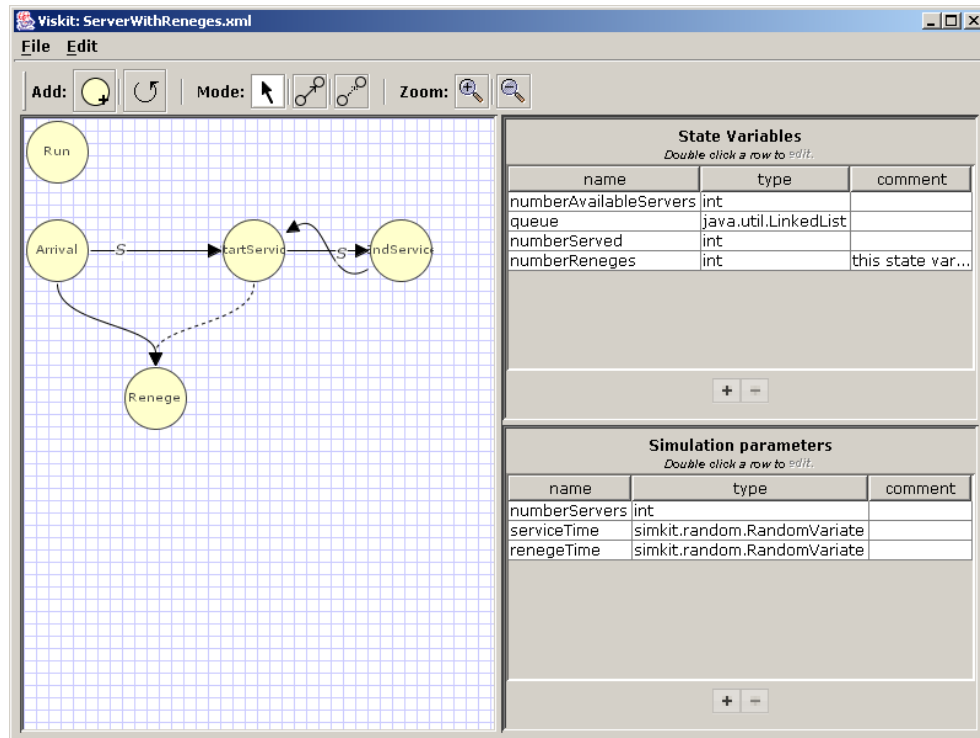 Viskit: ServerWithReneges.xml
File Edit
Add: Mode: Zoom:
Run
Arrival
S
tartServic
S
EndService
Renege
State Variables
Double click a row to edit.
name type comment
numberAvailableServers int
queue java.util.LinkedList
numberServed int
numberReneges int this state var...
+ −
Simulation parameters
Double click a row to edit.
name type comment
numberServers int
serviceTime simkit.random.RandomVariate
renegeTime simkit.random.RandomVariate
+ −